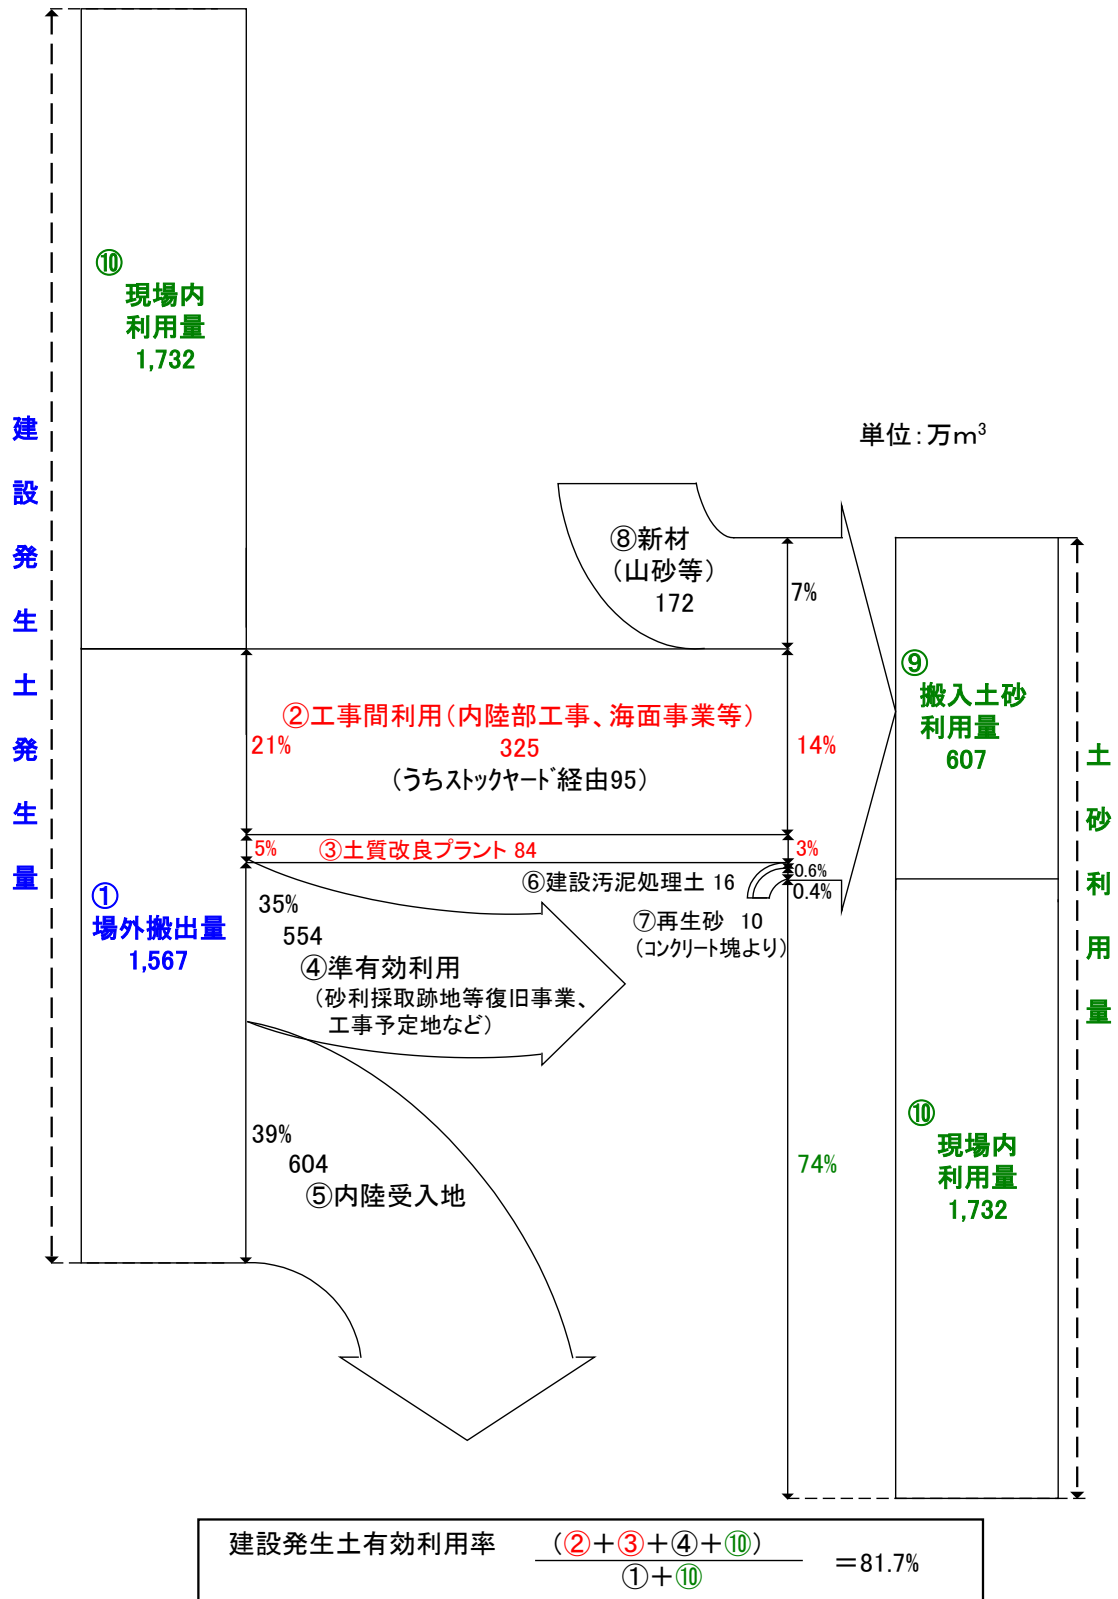 建設発生土発生量
⑩
現場内
利用量
1,732
単位：万m³
⑧新材
（山砂等）
172
7%
⑨
搬入土砂
利用量
607
②工事間利用（内陸部工事、海面事業等）
21%
325
14%
（うちストックヤード経由95）
土砂利用量
5%
③土質改良プラント 84
3%
0.6%
⑥建設汚泥処理土 16
0.4%
①
場外搬出量
1,567
35%
554
④準有効利用
（砂利採取跡地等復旧事業、
工事予定地など）
⑦再生砂 10
（コンクリート塊より）
39%
604
⑤内陸受入地
74%
⑩
現場内
利用量
1,732
建設発生土有効利用率
（②＋③＋④＋⑩）
①＋⑩
＝81.7%